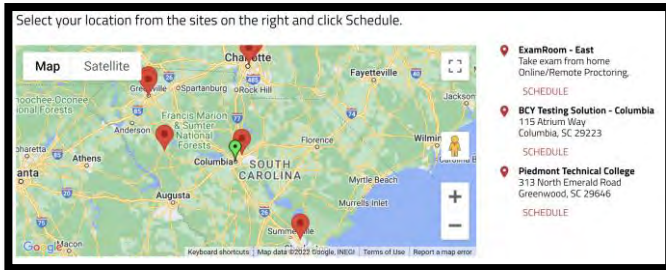 Select your location from the sites on the right and click Schedule.
Map Satellite
Charlotte
Fayetteville
Greenville
Spartanburg
Rock Hill
Jackson
Francis Marion
& Sumter
National
Forests
Anderson
Florence
Athens
Columbia
SOUTH
CAROLINA
Myrtle Beach
Augusta
Murrells Inlet
Macon
Google
Keyboard shortcuts
Map data ©2022 Google, INEGI
Terms of Use
Report a map error
ExamRoom - East
Take exam from home
Online/Remote Proctoring,
SCHEDULE
BCY Testing Solution - Columbia
115 Atrium Way
Columbia, SC 29223
SCHEDULE
Piedmont Technical College
313 North Emerald Road
Greenwood, SC 29646
SCHEDULE